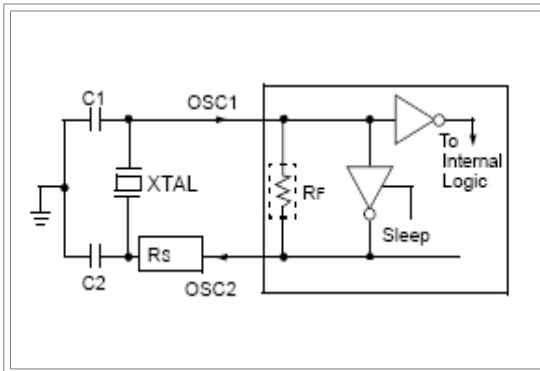 C1
OSC1
To
Internal
Logic
XTAL
RF
Sleep
RS
C2
OSC2